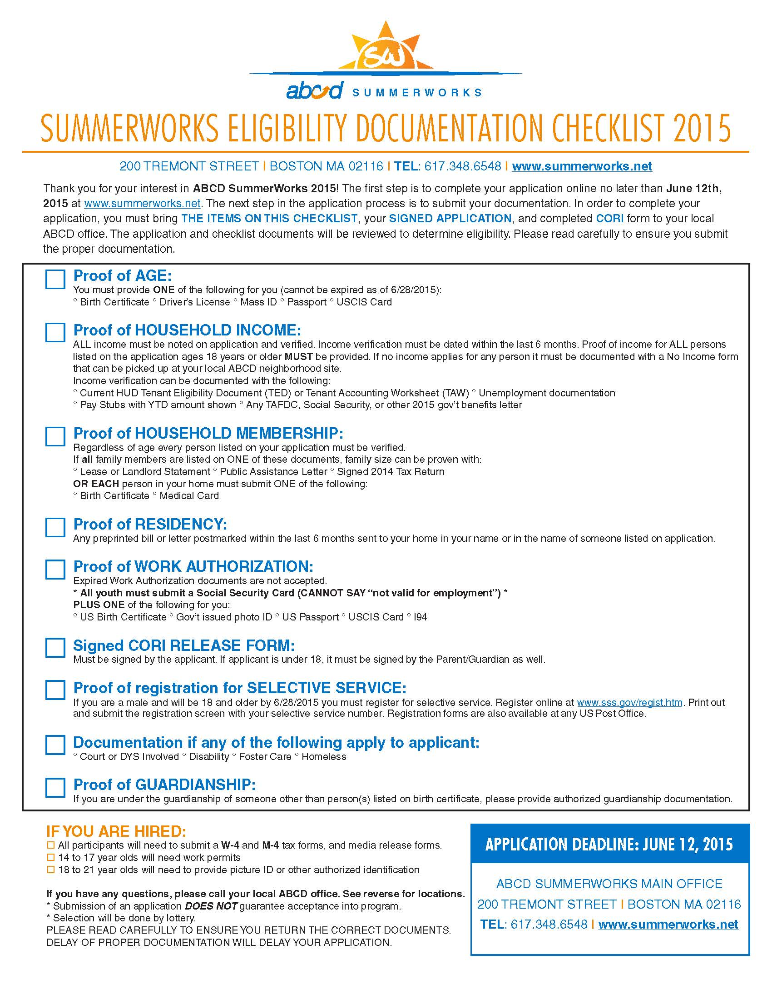 SW
abcd SUMMERWORKS
SUMMERWORKS ELIGIBILITY DOCUMENTATION CHECKLIST 2015
200 TREMONT STREET | BOSTON MA 02116 | TEL: 617.348.6548 | www.summerworks.net
Thank you for your interest in ABCD SummerWorks 2015! The first step is to complete your application online no later than June 12th,
2015 at www.summerworks.net. The next step in the application process is to submit your documentation. In order to complete your
application, you must bring THE ITEMS ON THIS CHECKLIST, your SIGNED APPLICATION, and completed CORI form to your local
ABCD office. The application and checklist documents will be reviewed to determine eligibility. Please read carefully to ensure you submit
the proper documentation.
Proof of AGE:
You must provide ONE of the following for you (cannot be expired as of 6/28/2015):
° Birth Certificate ° Driver's License ° Mass ID ° Passport ° USCIS Card
Proof of HOUSEHOLD INCOME:
ALL income must be noted on application and verified. Income verification must be dated within the last 6 months. Proof of income for ALL persons
listed on the application ages 18 years or older MUST be provided. If no income applies for any person it must be documented with a No Income form
that can be picked up at your local ABCD neighborhood site.
Income verification can be documented with the following:
° Current HUD Tenant Eligibility Document (TED) or Tenant Accounting Worksheet (TAW) ° Unemployment documentation
° Pay Stubs with YTD amount shown ° Any TAFDC, Social Security, or other 2015 gov't benefits letter
Proof of HOUSEHOLD MEMBERSHIP:
Regardless of age every person listed on your application must be verified.
If all family members are listed on ONE of these documents, family size can be proven with:
° Lease or Landlord Statement ° Public Assistance Letter ° Signed 2014 Tax Return
OR EACH person in your home must submit ONE of the following:
° Birth Certificate ° Medical Card
Proof of RESIDENCY:
Any preprinted bill or letter postmarked within the last 6 months sent to your home in your name or in the name of someone listed on application.
Proof of WORK AUTHORIZATION:
Expired Work Authorization documents are not accepted.
* All youth must submit a Social Security Card (CANNOT SAY “not valid for employment”) *
PLUS ONE of the following for you:
° US Birth Certificate ° Gov't issued photo ID ° US Passport ° USCIS Card ° I94
Signed CORI RELEASE FORM:
Must be signed by the applicant. If applicant is under 18, it must be signed by the Parent/Guardian as well.
Proof of registration for SELECTIVE SERVICE:
If you are a male and will be 18 and older by 6/28/2015 you must register for selective service. Register online at www.sss.gov/regist.htm. Print out
and submit the registration screen with your selective service number. Registration forms are also available at any US Post Office.
Documentation if any of the following apply to applicant:
° Court or DYS Involved ° Disability ° Foster Care ° Homeless
Proof of GUARDIANSHIP:
If you are under the guardianship of someone other than person(s) listed on birth certificate, please provide authorized guardianship documentation.
IF YOU ARE HIRED:
All participants will need to submit a W-4 and M-4 tax forms, and media release forms.
14 to 17 year olds will need work permits
18 to 21 year olds will need to provide picture ID or other authorized identification
If you have any questions, please call your local ABCD office. See reverse for locations.
* Submission of an application DOES NOT guarantee acceptance into program.
* Selection will be done by lottery.
PLEASE READ CAREFULLY TO ENSURE YOU RETURN THE CORRECT DOCUMENTS.
DELAY OF PROPER DOCUMENTATION WILL DELAY YOUR APPLICATION.
APPLICATION DEADLINE: JUNE 12, 2015
ABCD SUMMERWORKS MAIN OFFICE
200 TREMONT STREET | BOSTON MA 02116
TEL: 617.348.6548 | www.summerworks.net